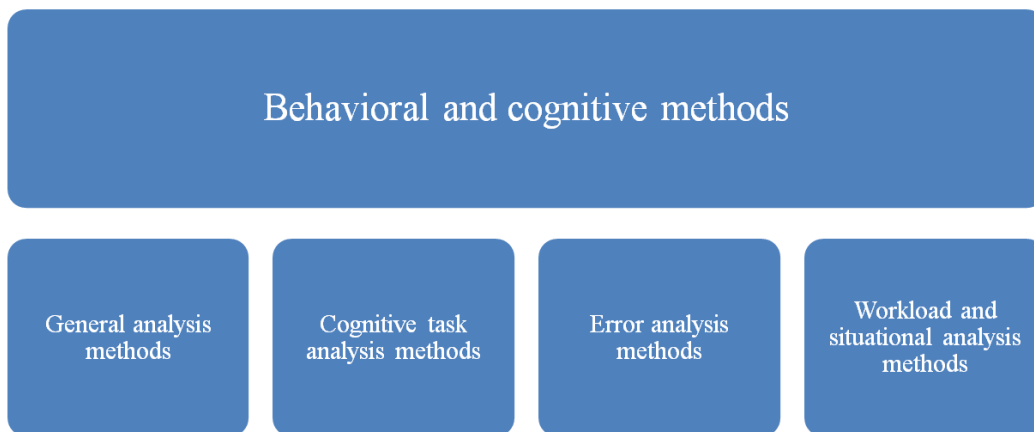 Behavioral and cognitive methods
General analysis
methods
Cognitive task
analysis methods
Error analysis
methods
Workload and
situational analysis
methods